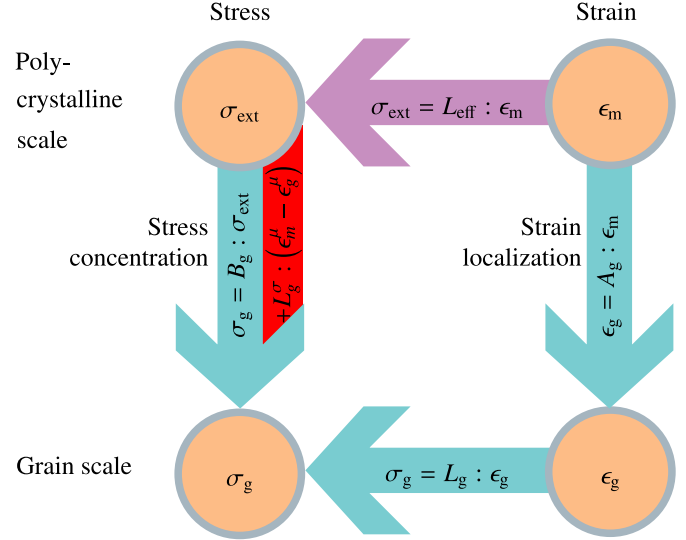 Stress
Strain
Poly-
crystalline
scale
σext
σext = Leff : ϵm
ϵm
Stress
concentration
σg = Bg : σext
+Lσg : (ϵμm − ϵμg)
Strain
localization
ϵg = Ag : ϵm
Grain scale
σg
σg = Lg : ϵg
ϵg